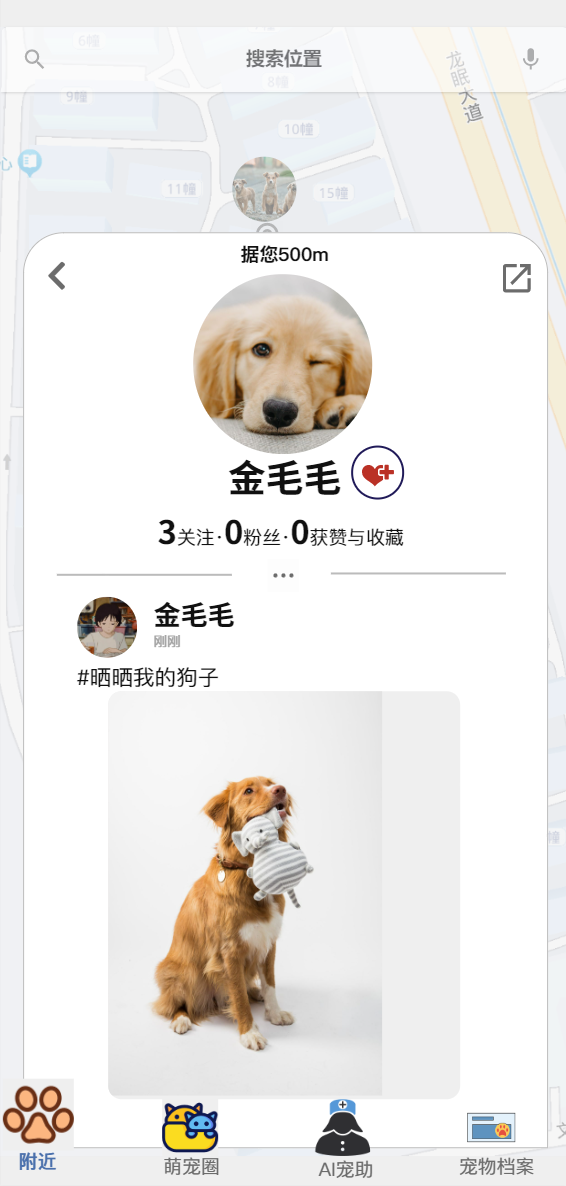 6幢
搜索位置
龙眠大道
8幢
9幢
10幢
心
11幢
15幢
据您500m
金毛毛
3关注·0粉丝·0获赞与收藏
...
金毛毛
刚刚
#晒晒我的狗子
幢
文
附近
萌宠圈
AI宠助
宠物档案